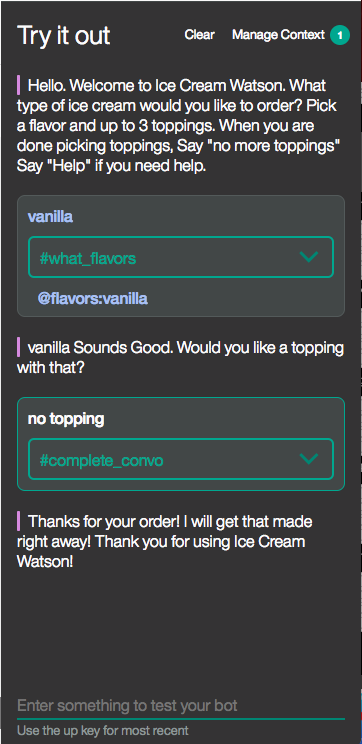 Try it out
Clear
Manage Context
1
Hello. Welcome to Ice Cream Watson. What
type of ice cream would you like to order? Pick
a flavor and up to 3 toppings. When you are
done picking toppings, Say "no more toppings"
Say "Help" if you need help.
vanilla
#what_flavors
@flavors:vanilla
vanilla Sounds Good. Would you like a topping
with that?
no topping
#complete_convo
Thanks for your order! I will get that made
right away! Thank you for using Ice Cream
Watson!
Enter something to test your bot
Use the up key for most recent